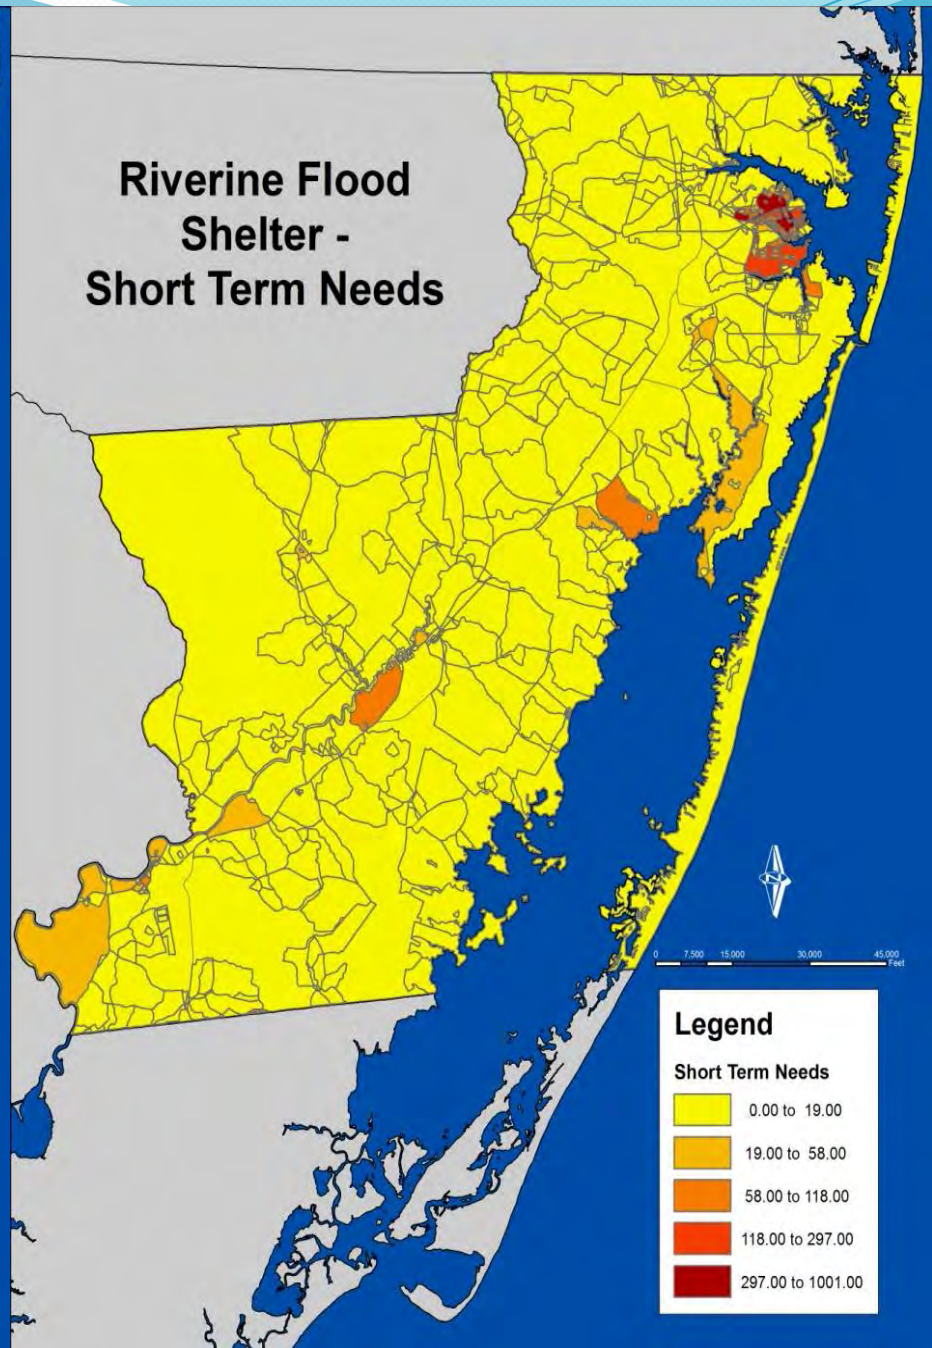 Riverine Flood
Shelter -
Short Term Needs
N
0 7,500 15,000 30,000 45,000
Feet
Legend
Short Term Needs
0.00 to 19.00
19.00 to 58.00
58.00 to 118.00
118.00 to 297.00
297.00 to 1001.00